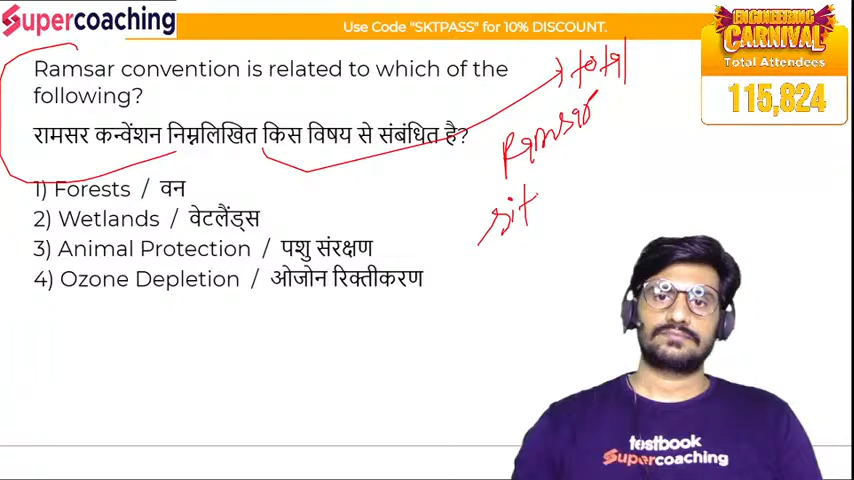 Supercoaching
Use Code "SKTPASS" for 10% DISCOUNT.
ENGINEERING
CARNIVAL
Total Attendees
115,824
Ramsar convention is related to which of the
following?
रामसर कन्वेंशन निम्नलिखित किस विषय से संबंधित है?
1) Forests / वन
2) Wetlands / वेटलैंड्स
3) Animal Protection / पशु संरक्षण
4) Ozone Depletion / ओजोन रिक्तीकरण
total
Ramsar
sit
testbook
Supercoaching